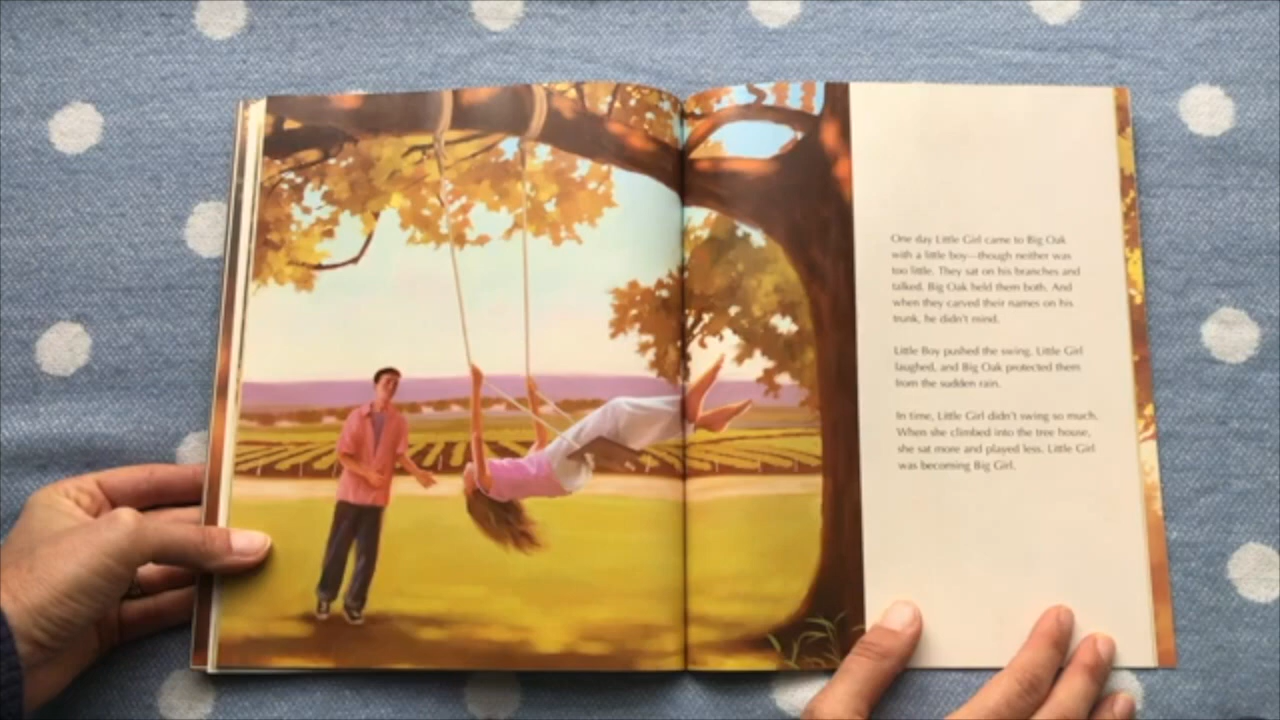 One day Little Girl came to Big Oak
with a little boy—though neither was
too little. They sat on his branches and
talked. Big Oak held them both. And
when they carved their names on his
trunk, he didn't mind.
Little Boy pushed the swing, Little Girl
laughed, and Big Oak protected them
from the sudden rain.
In time, Little Girl didn't swing so much.
When she climbed into the tree house,
she sat more and played less. Little Girl
was becoming Big Girl.